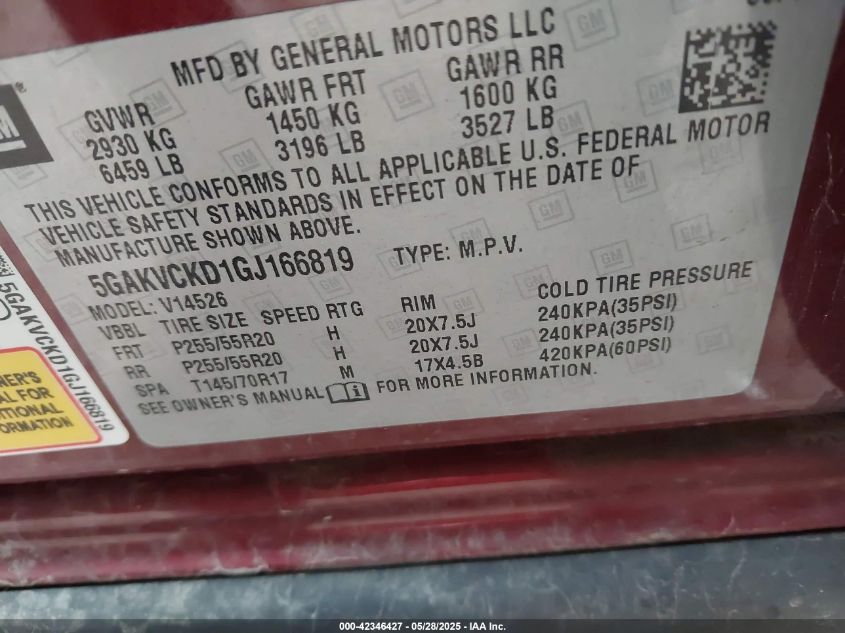 MFD BY GENERAL MOTORS LLC
GVWR GAWR FRT GAWR RR
2930 KG 1450 KG 1600 KG
6459 LB 3196 LB 3527 LB
THIS VEHICLE CONFORMS TO ALL APPLICABLE U.S. FEDERAL MOTOR
VEHICLE SAFETY STANDARDS IN EFFECT ON THE DATE OF
MANUFACTURE SHOWN ABOVE.
5GAKVCKD1GJ166819 TYPE: M.P.V.
MODEL: V14526
VBBL TIRE SIZE SPEED RTG RIM COLD TIRE PRESSURE
FRT P255/55R20 H 20X7.5J 240KPA(35PSI)
RR P255/55R20 H 20X7.5J 240KPA(35PSI)
SPA T145/70R17 M 17X4.5B 420KPA(60PSI)
SEE OWNER'S MANUAL FOR MORE INFORMATION.
5GAKVCKD1GJ166819
GM
000-42346427 - 05/28/2025 - IAA Inc.